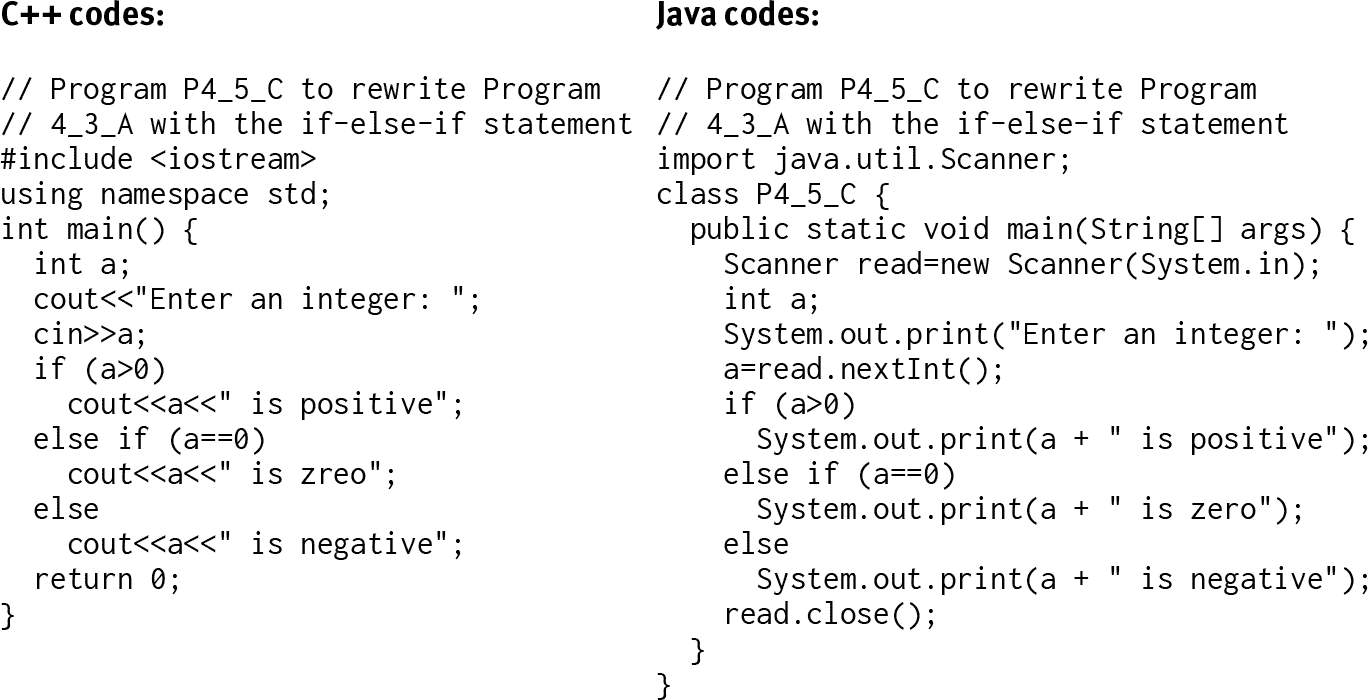 C++ codes:
// Program P4_5_C to rewrite Program
// 4_3_A with the if-else-if statement
#include <iostream>
using namespace std;
int main() {
  int a;
  cout<<"Enter an integer: ";
  cin>>a;
  if (a>0)
    cout<<a<<" is positive";
  else if (a==0)
    cout<<a<<" is zreo";
  else
    cout<<a<<" is negative";
  return 0;
}
Java codes:
// Program P4_5_C to rewrite Program
// 4_3_A with the if-else-if statement
import java.util.Scanner;
class P4_5_C {
  public static void main(String[] args) {
    Scanner read=new Scanner(System.in);
    int a;
    System.out.print("Enter an integer: ");
    a=read.nextInt();
    if (a>0)
      System.out.print(a + " is positive");
    else if (a==0)
      System.out.print(a + " is zero");
    else
      System.out.print(a + " is negative");
    read.close();
  }
}